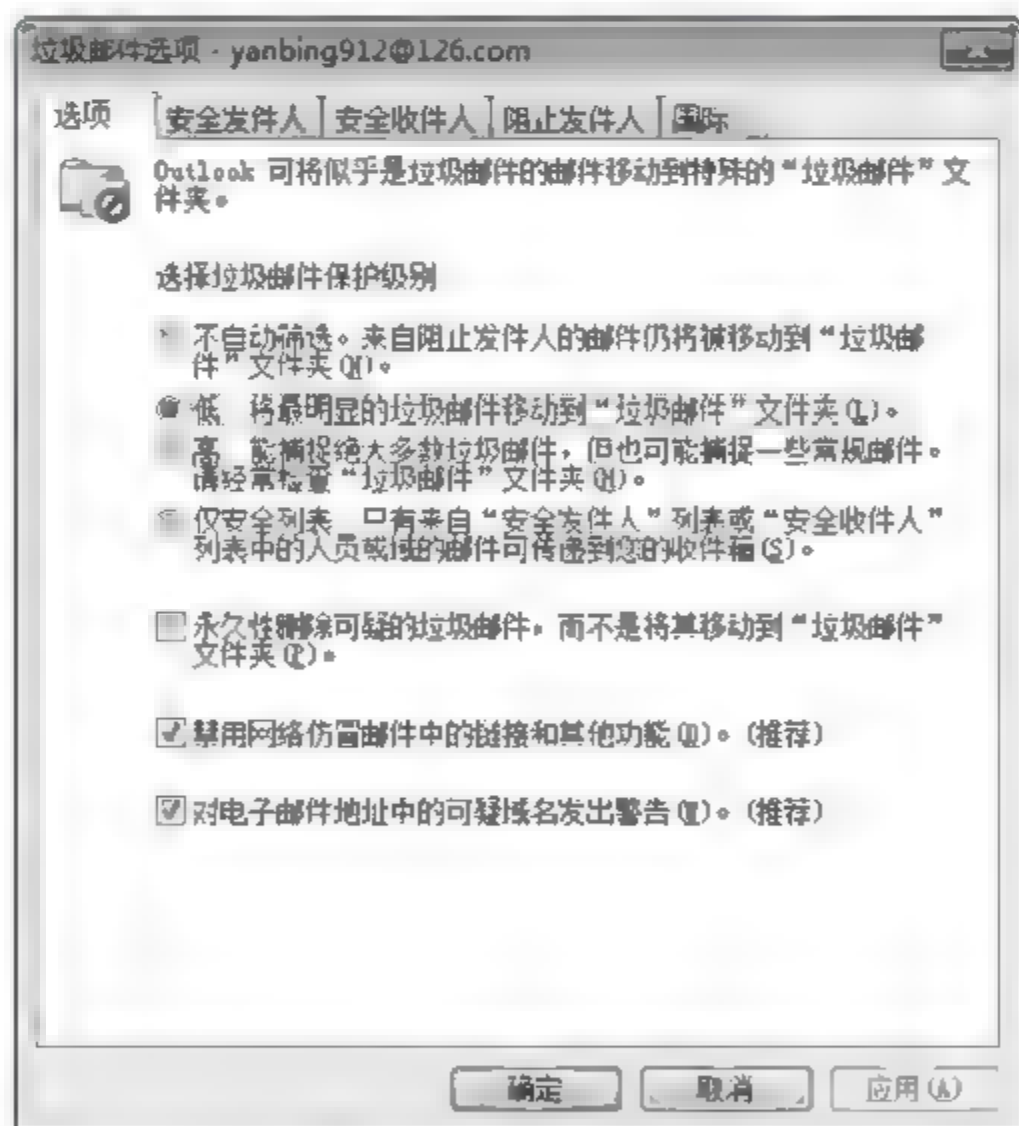 垃圾邮件选项 - yanbing912@126.com
选项 安全发件人 安全收件人 阻止发件人 国际
Outlook 可将似乎是垃圾邮件的邮件移动到特殊的“垃圾邮件”文
件夹。
选择垃圾邮件保护级别
不自动筛选。来自阻止发件人的邮件仍将被移动到“垃圾邮
件”文件夹(N)。
低 将最明显的垃圾邮件移动到“垃圾邮件”文件夹(L)。
高 能捕捉绝大多数垃圾邮件，但也可能捕捉一些常规邮件。
请经常检查“垃圾邮件”文件夹(H)。
仅安全列表 只有来自“安全发件人”列表或“安全收件人”
列表中的人员或域的邮件可传递到您的收件箱(S)。
永久性删除可疑的垃圾邮件，而不是将其移动到“垃圾邮件”
文件夹(P)。
禁用网络仿冒邮件中的链接和其他功能(D)。(推荐)
对电子邮件地址中的可疑域名发出警告(W)。(推荐)
确定 取消 应用(A)